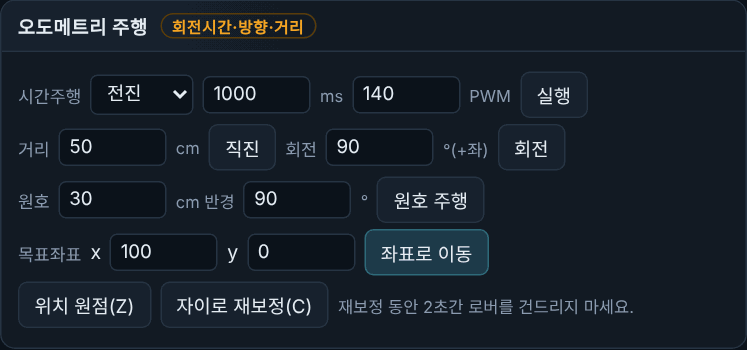 오도메트리 주행 회전시간·방향·거리
시간주행 전진 1000 ms 140 PWM 실행
거리 50 cm 직진 회전 90 °(+좌) 회전
원호 30 cm 반경 90 ° 원호 주행
목표좌표 x 100 y 0 좌표로 이동
위치 원점(Z) 자이로 재보정(C) 재보정 동안 2초간 로버를 건드리지 마세요.